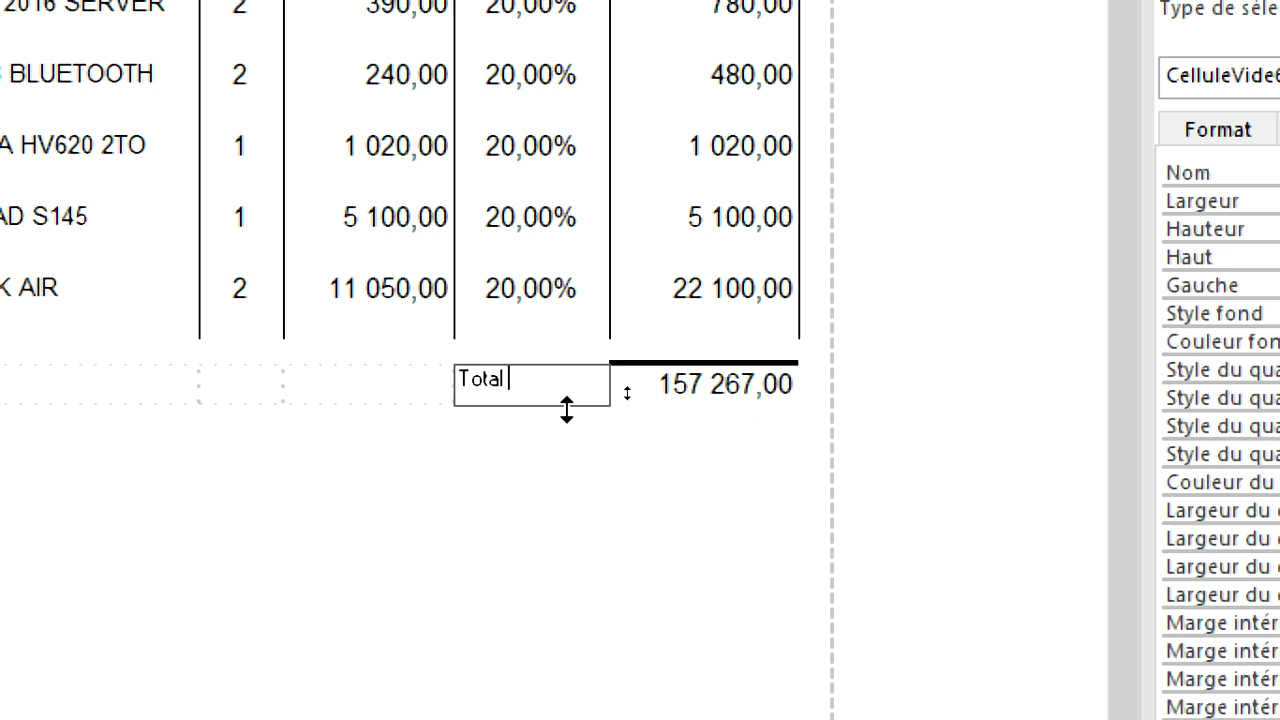 2016 SERVER 2 390,00 20,00% 780,00
BLUETOOTH 2 240,00 20,00% 480,00
A HV620 2TO 1 1 020,00 20,00% 1 020,00
AD S145 1 5 100,00 20,00% 5 100,00
K AIR 2 11 050,00 20,00% 22 100,00
Total 157 267,00
Type de séle
CelluleVide6
Format
Nom
Largeur
Hauteur
Haut
Gauche
Style fond
Couleur fon
Style du qua
Style du qua
Style du qua
Style du qua
Couleur du
Largeur du
Largeur du
Largeur du
Largeur du
Marge intér
Marge intér
Marge intér
Marge intér